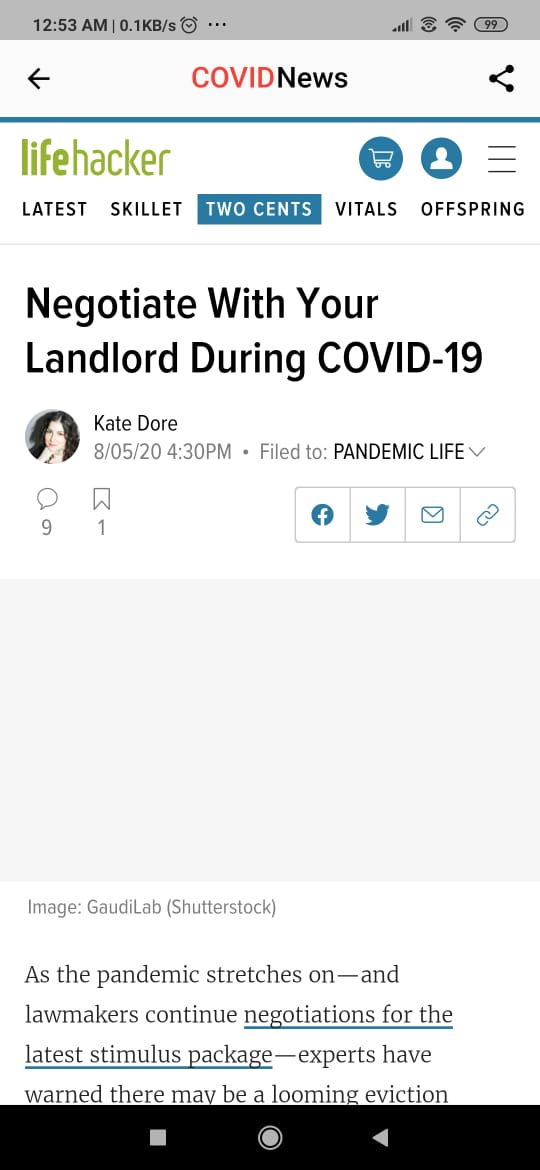 12:53 AM | 0.1KB/s ...
99
COVIDNews
lifehacker
LATEST SKILLET TWO CENTS VITALS OFFSPRING
Negotiate With Your
Landlord During COVID-19
Kate Dore
8/05/20 4:30PM • Filed to: PANDEMIC LIFE
9 1
Image: GaudiLab (Shutterstock)
As the pandemic stretches on—and
lawmakers continue negotiations for the
latest stimulus package—experts have
warned there may be a looming eviction